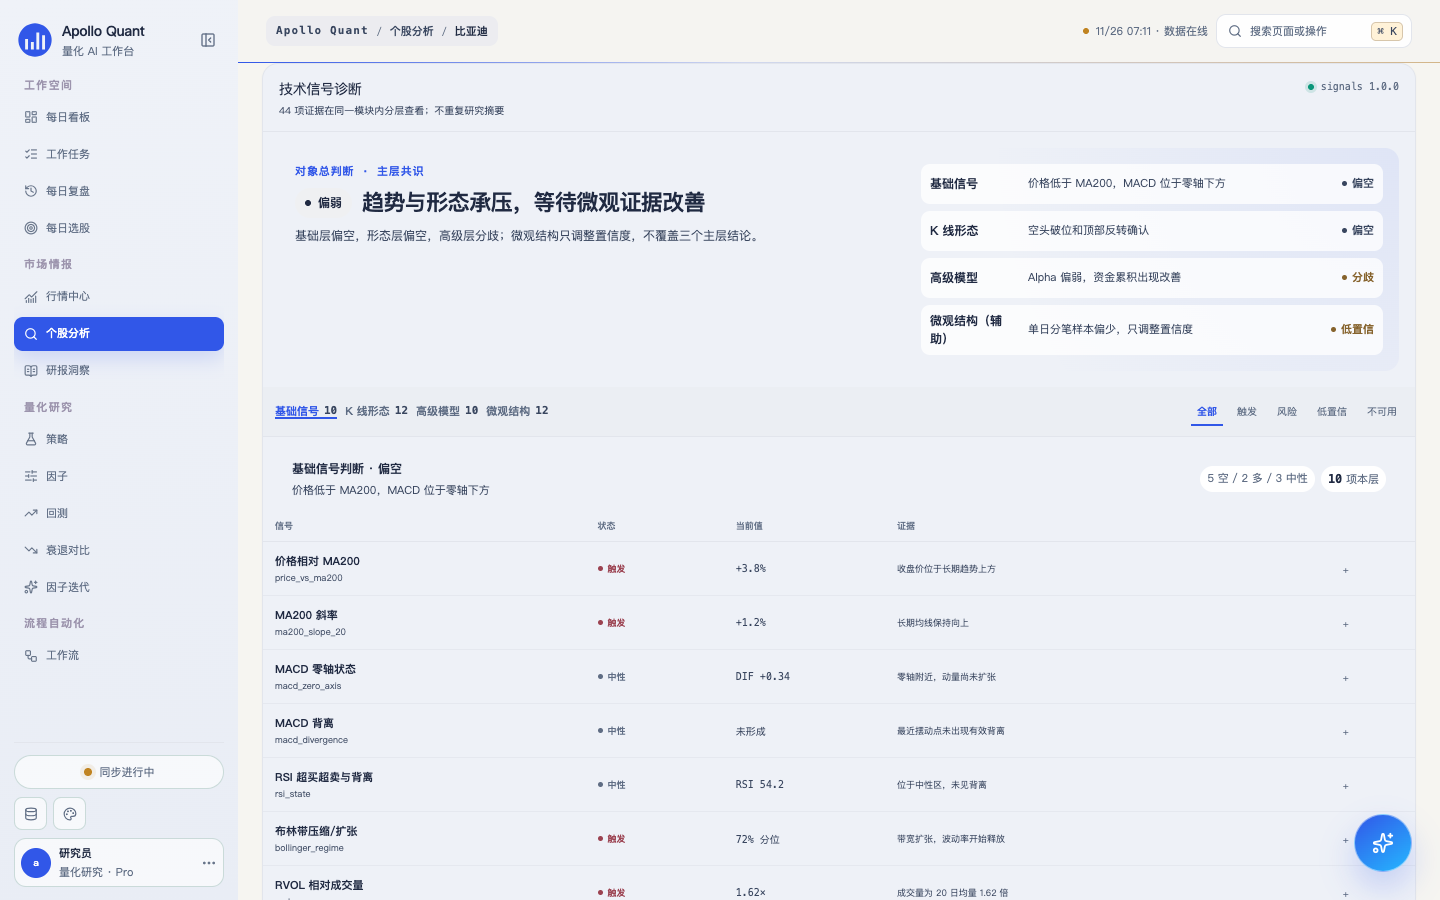 Apollo Quant
量化 AI 工作台
工作空间
每日看板
工作任务
每日复盘
每日选股
市场情报
行情中心
个股分析
研报洞察
量化研究
策略
因子
回测
衰退对比
因子迭代
流程自动化
工作流
同步进行中
a
研究员
量化研究 · Pro
Apollo Quant / 个股分析 / 比亚迪
11/26 07:11 · 数据在线
搜索页面或操作
⌘ K
技术信号诊断
44 项证据在同一模块内分层查看；不重复研究摘要
signals 1.0.0
对象总判断 · 主层共识
偏弱 趋势与形态承压，等待微观证据改善
基础层偏空，形态层偏空，高级层分歧；微观结构只调整置信度，不覆盖三个主层结论。
基础信号 价格低于 MA200，MACD 位于零轴下方 偏空
K 线形态 空头破位和顶部反转确认 偏空
高级模型 Alpha 偏弱，资金累积出现改善 分歧
微观结构（辅助） 单日分笔样本偏少，只调整置信度 低置信
基础信号 10 K 线形态 12 高级模型 10 微观结构 12
全部 触发 风险 低置信 不可用
基础信号判断 · 偏空
价格低于 MA200，MACD 位于零轴下方
5 空 / 2 多 / 3 中性
10 项本层
信号 状态 当前值 证据
价格相对 MA200
price_vs_ma200
触发 +3.8% 收盘价位于长期趋势上方 +
MA200 斜率
ma200_slope_20
触发 +1.2% 长期均线保持向上 +
MACD 零轴状态
macd_zero_axis
中性 DIF +0.34 零轴附近，动量尚未扩张 +
MACD 背离
macd_divergence
中性 未形成 最近摆动点未出现有效背离 +
RSI 超买超卖与背离
rsi_state
中性 RSI 54.2 位于中性区，未见背离 +
布林带压缩/扩张
bollinger_regime
触发 72% 分位 带宽扩张，波动率开始释放 +
RVOL 相对成交量
触发 1.62× 成交量为 20 日均量 1.62 倍 +